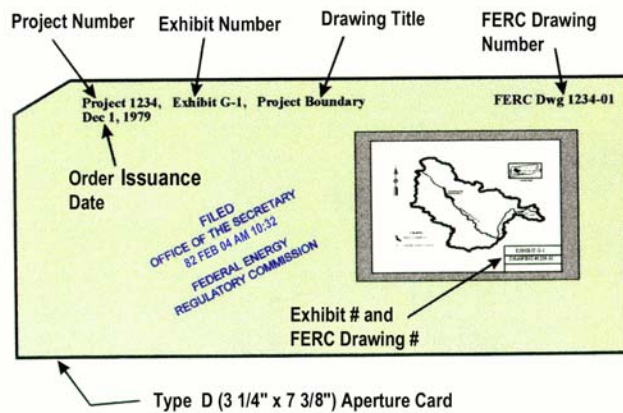 Project Number
Exhibit Number
Drawing Title
FERC Drawing
Number
Project 1234, Exhibit G-1, Project Boundary
Dec 1, 1979
FERC Dwg 1234-01
Order Issuance
Date
FILED
OFFICE OF THE SECRETARY
82 FEB 04 AM 10:32
FEDERAL ENERGY
REGULATORY COMMISSION
EXHIBIT G-1
Exhibit # and
FERC Drawing #
Type D (3 1/4" x 7 3/8") Aperture Card